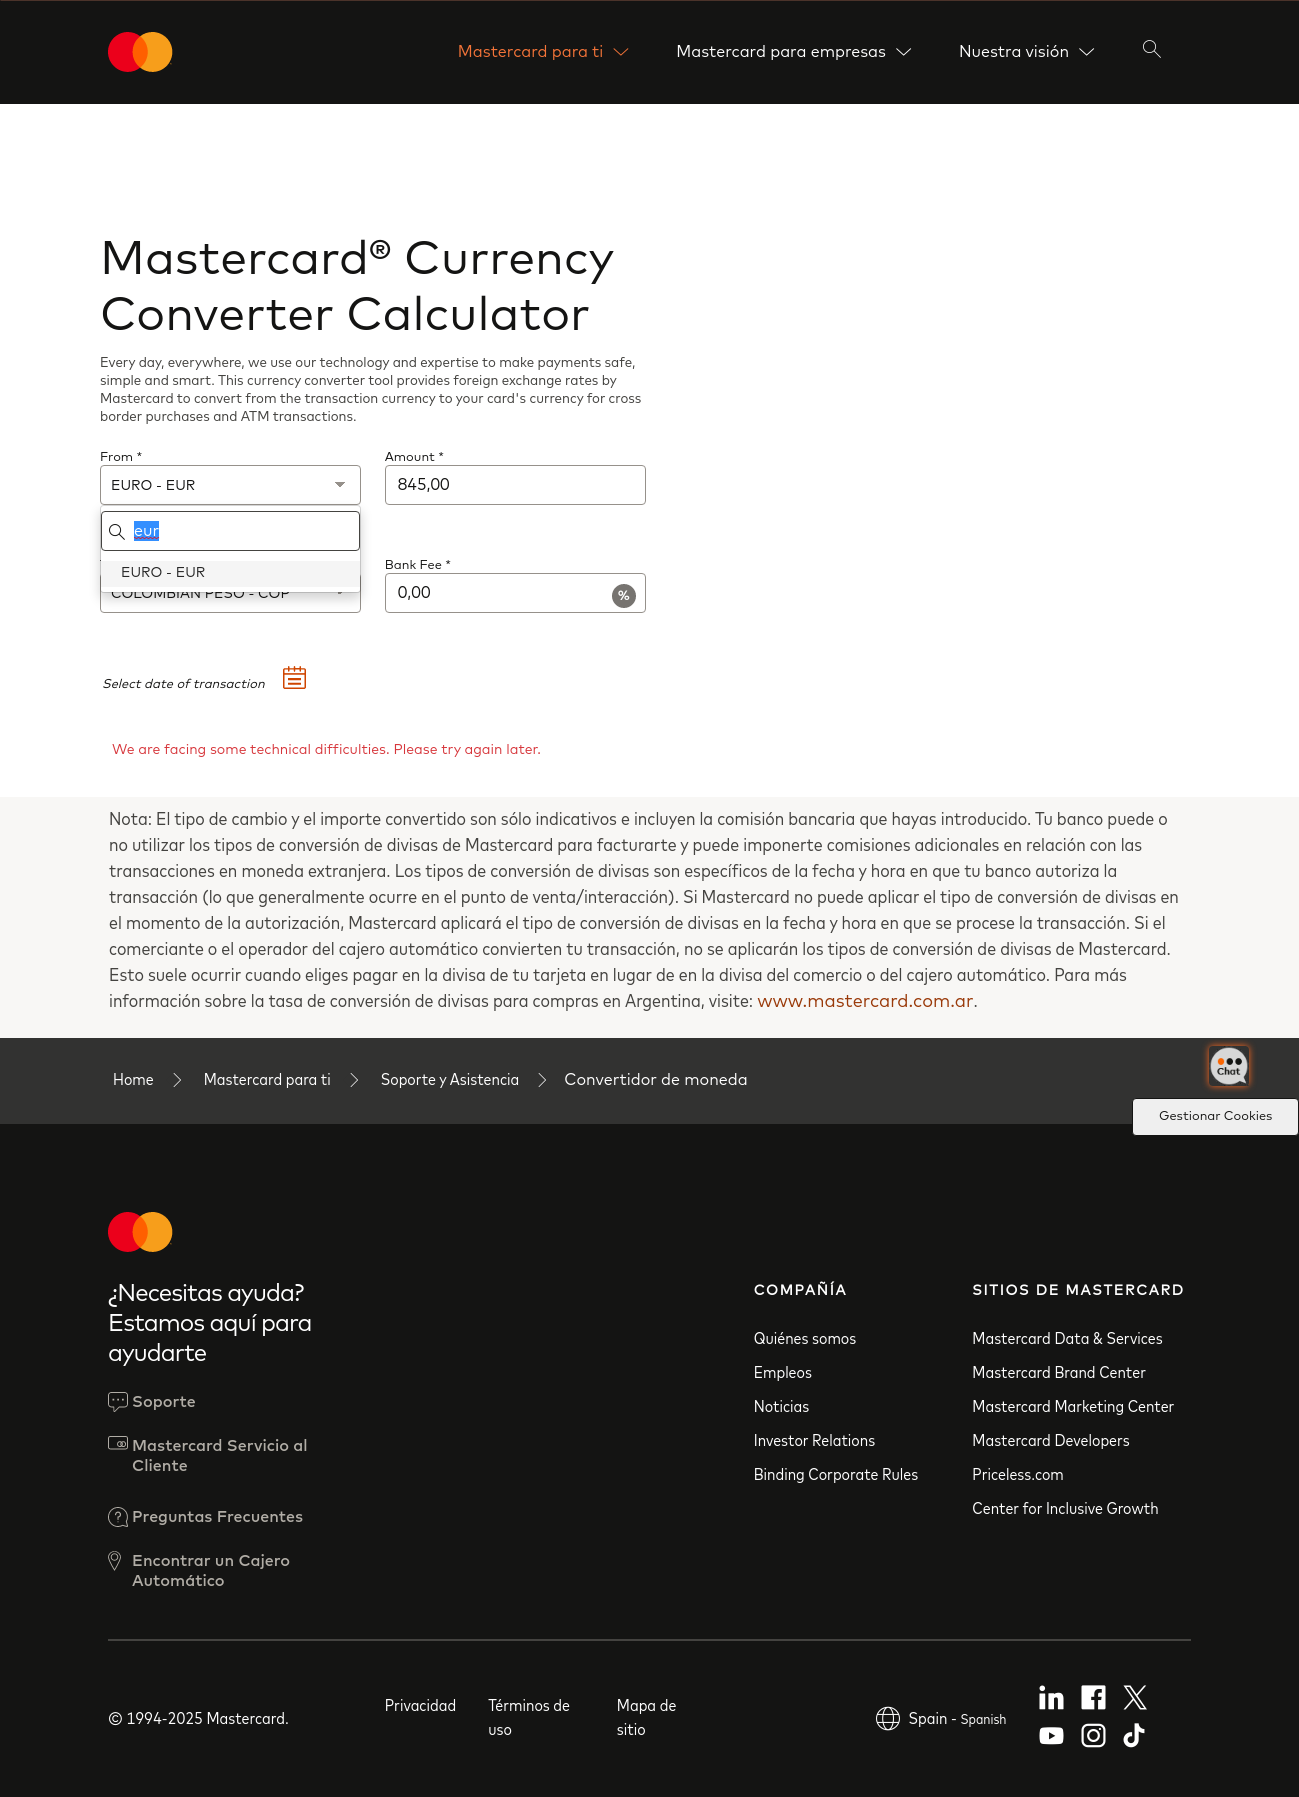 Mastercard para ti
Mastercard para empresas
Nuestra visión
Mastercard® Currency
Converter Calculator
Every day, everywhere, we use our technology and expertise to make payments safe,
simple and smart. This currency converter tool provides foreign exchange rates by
Mastercard to convert from the transaction currency to your card's currency for cross
border purchases and ATM transactions.
From *
Amount *
EURO - EUR
845,00
eur
EURO - EUR
Bank Fee *
COLOMBIAN PESO - COP
0,00
%
Select date of transaction
We are facing some technical difficulties. Please try again later.
Nota: El tipo de cambio y el importe convertido son sólo indicativos e incluyen la comisión bancaria que hayas introducido. Tu banco puede o
no utilizar los tipos de conversión de divisas de Mastercard para facturarte y puede imponerte comisiones adicionales en relación con las
transacciones en moneda extranjera. Los tipos de conversión de divisas son específicos de la fecha y hora en que tu banco autoriza la
transacción (lo que generalmente ocurre en el punto de venta/interacción). Si Mastercard no puede aplicar el tipo de conversión de divisas en
el momento de la autorización, Mastercard aplicará el tipo de conversión de divisas en la fecha y hora en que se procese la transacción. Si el
comerciante o el operador del cajero automático convierten tu transacción, no se aplicarán los tipos de conversión de divisas de Mastercard.
Esto suele ocurrir cuando eliges pagar en la divisa de tu tarjeta en lugar de en la divisa del comercio o del cajero automático. Para más
información sobre la tasa de conversión de divisas para compras en Argentina, visite: www.mastercard.com.ar.
Home
Mastercard para ti
Soporte y Asistencia
Convertidor de moneda
Chat
Gestionar Cookies
¿Necesitas ayuda?
Estamos aquí para
ayudarte
Soporte
Mastercard Servicio al
Cliente
Preguntas Frecuentes
Encontrar un Cajero
Automático
COMPAÑÍA
Quiénes somos
Empleos
Noticias
Investor Relations
Binding Corporate Rules
SITIOS DE MASTERCARD
Mastercard Data & Services
Mastercard Brand Center
Mastercard Marketing Center
Mastercard Developers
Priceless.com
Center for Inclusive Growth
© 1994-2025 Mastercard.
Privacidad
Términos de
uso
Mapa de
sitio
Spain - Spanish